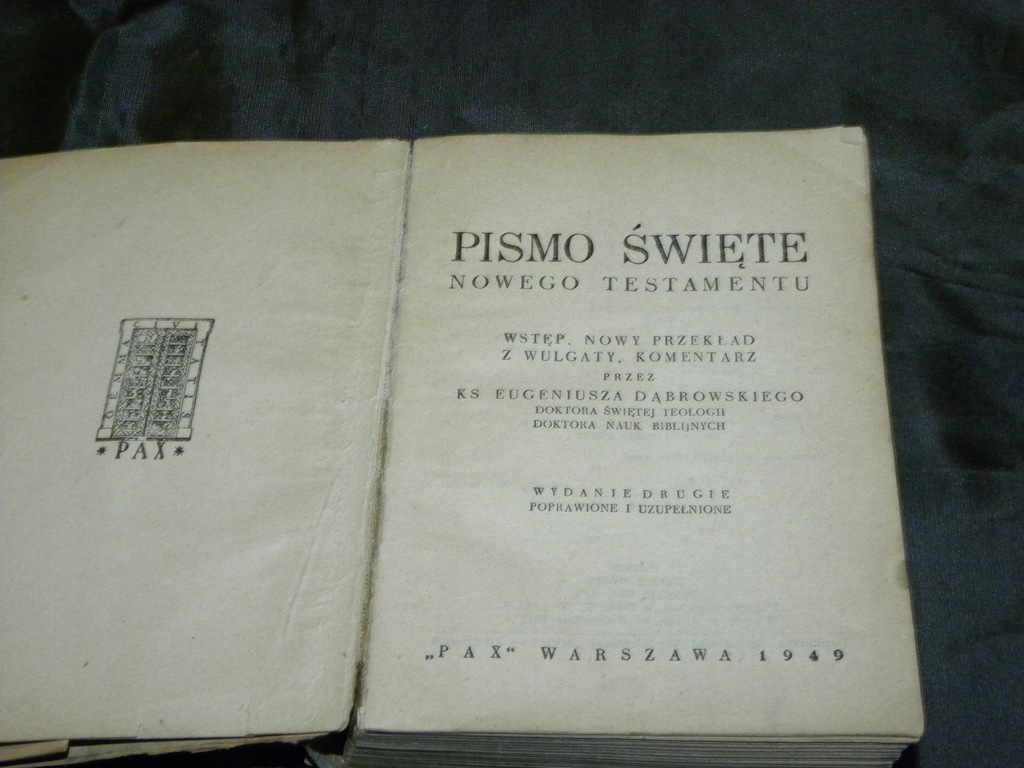 PAX
PISMO ŚWIĘTE
NOWEGO TESTAMENTU
WSTĘP, NOWY PRZEKŁAD
Z WULGATY, KOMENTARZ
PRZEZ
KS EUGENIUSZA DĄBROWSKIEGO
DOKTORA ŚWIĘTEJ TEOLOGII
DOKTORA NAUK BIBLIJNYCH
WYDANIE DRUGIE
POPRAWIONE I UZUPEŁNIONE
„PAX“ WARSZAWA 1949